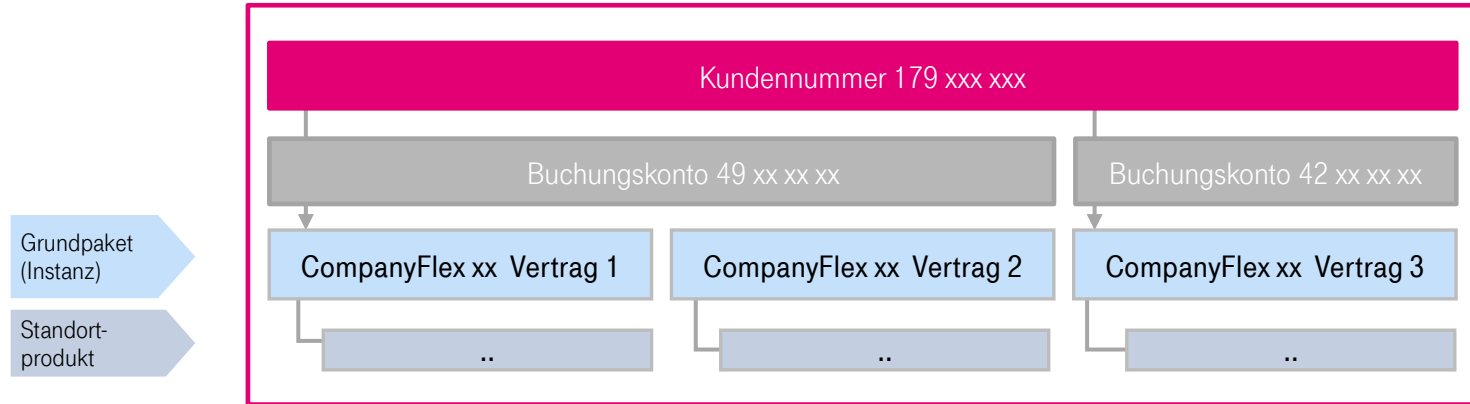 Kundennummer 179 xxx xxx
Buchungskonto 49 xx xx xx
Buchungskonto 42 xx xx xx
Grundpaket
(Instanz)
CompanyFlex xx Vertrag 1
CompanyFlex xx Vertrag 2
CompanyFlex xx Vertrag 3
Standort-
produkt
..
..
..